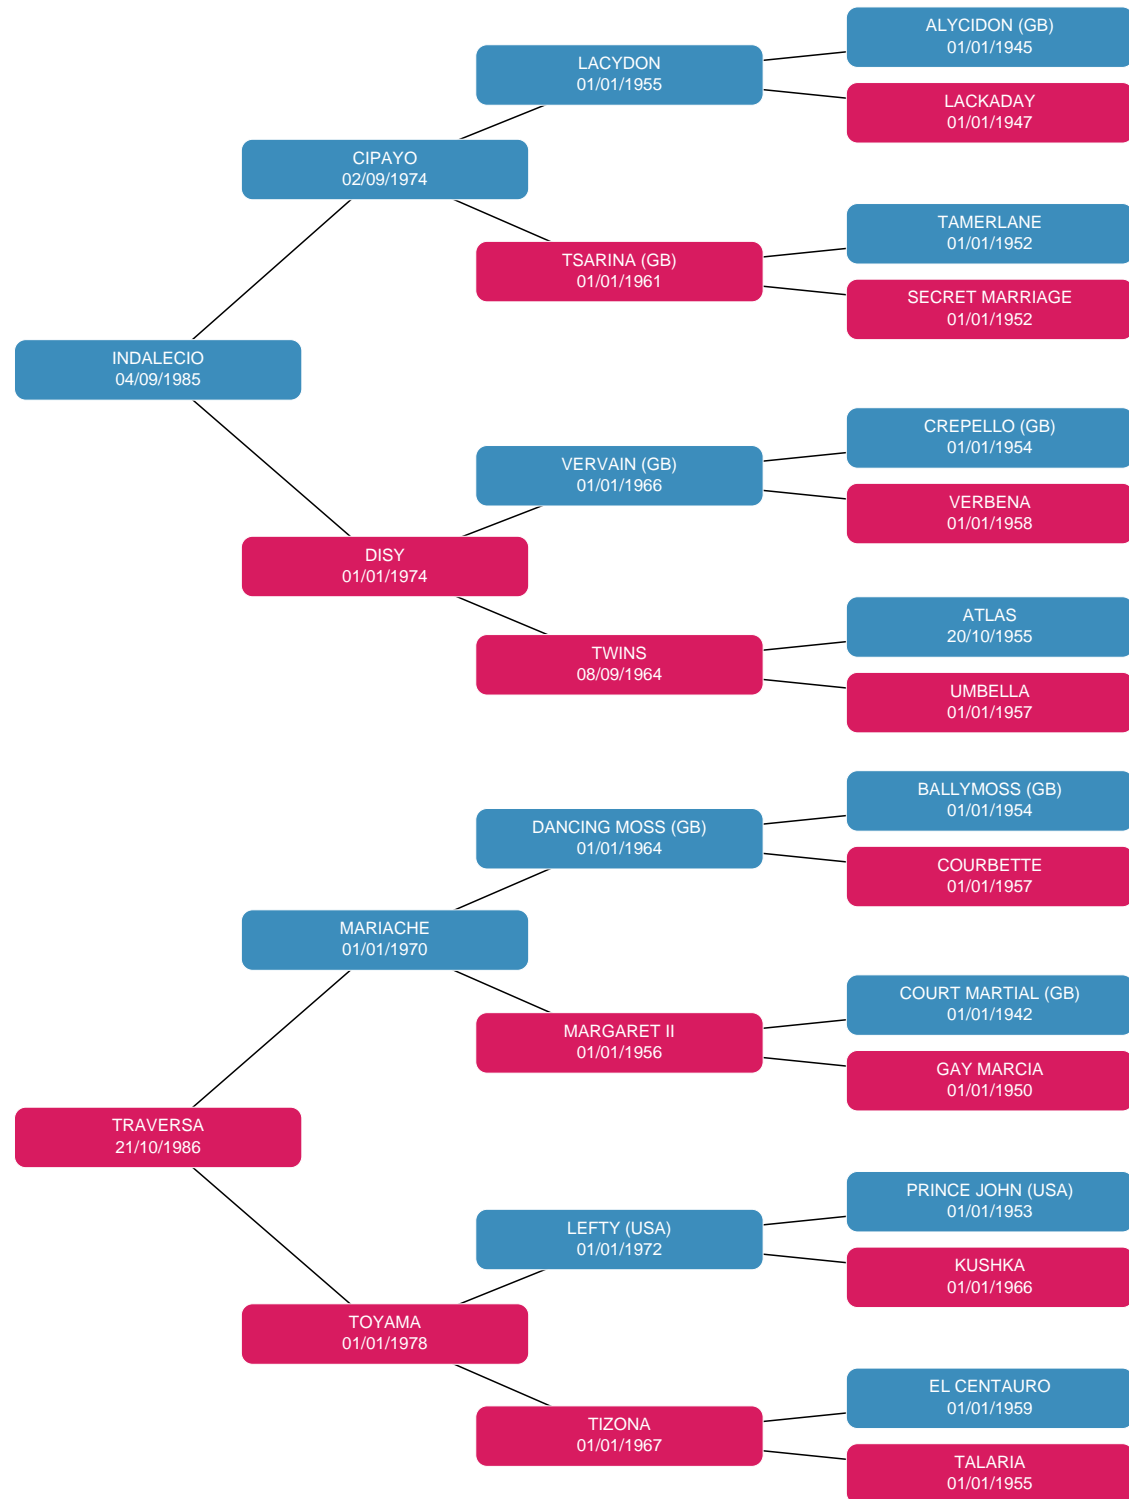 ALYCIDON (GB)
01/01/1945
LACYDON
01/01/1955
LACKADAY
01/01/1947
CIPAYO
02/09/1974
TAMERLANE
01/01/1952
TSARINA (GB)
01/01/1961
SECRET MARRIAGE
01/01/1952
INDALECIO
04/09/1985
CREPELLO (GB)
01/01/1954
VERVAIN (GB)
01/01/1966
VERBENA
01/01/1958
DISY
01/01/1974
ATLAS
20/10/1955
TWINS
08/09/1964
UMBELLA
01/01/1957
BALLYMOSS (GB)
01/01/1954
DANCING MOSS (GB)
01/01/1964
COURBETTE
01/01/1957
MARIACHE
01/01/1970
COURT MARTIAL (GB)
01/01/1942
MARGARET II
01/01/1956
GAY MARCIA
01/01/1950
TRAVERSA
21/10/1986
PRINCE JOHN (USA)
01/01/1953
LEFTY (USA)
01/01/1972
KUSHKA
01/01/1966
TOYAMA
01/01/1978
EL CENTAURO
01/01/1959
TIZONA
01/01/1967
TALARIA
01/01/1955